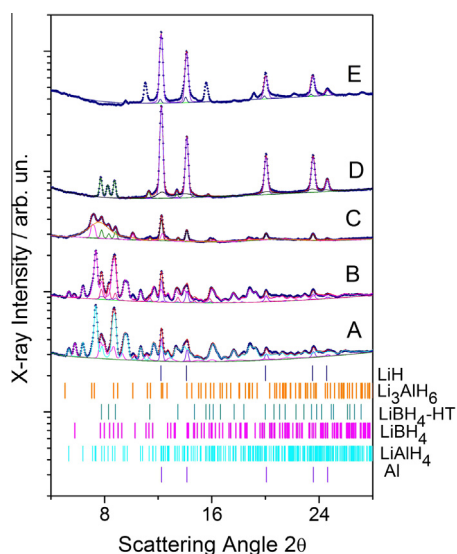 X-ray Intensity / arb. un.
E
D
C
B
A
LiH
Li₃AlH₆
LiBH₄-HT
LiBH₄
LiAlH₄
Al
8 16 24
Scattering Angle 2θ